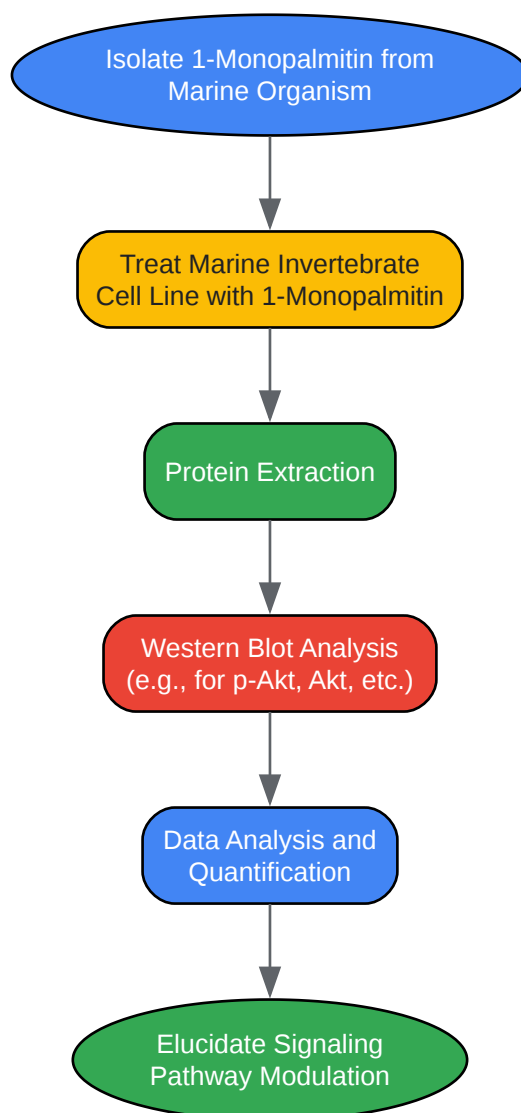 Isolate 1-Monopalmitin from
Marine Organism
Treat Marine Invertebrate
Cell Line with 1-Monopalmitin
Protein Extraction
Western Blot Analysis
(e.g., for p-Akt, Akt, etc.)
Data Analysis and
Quantification
Elucidate Signaling
Pathway Modulation